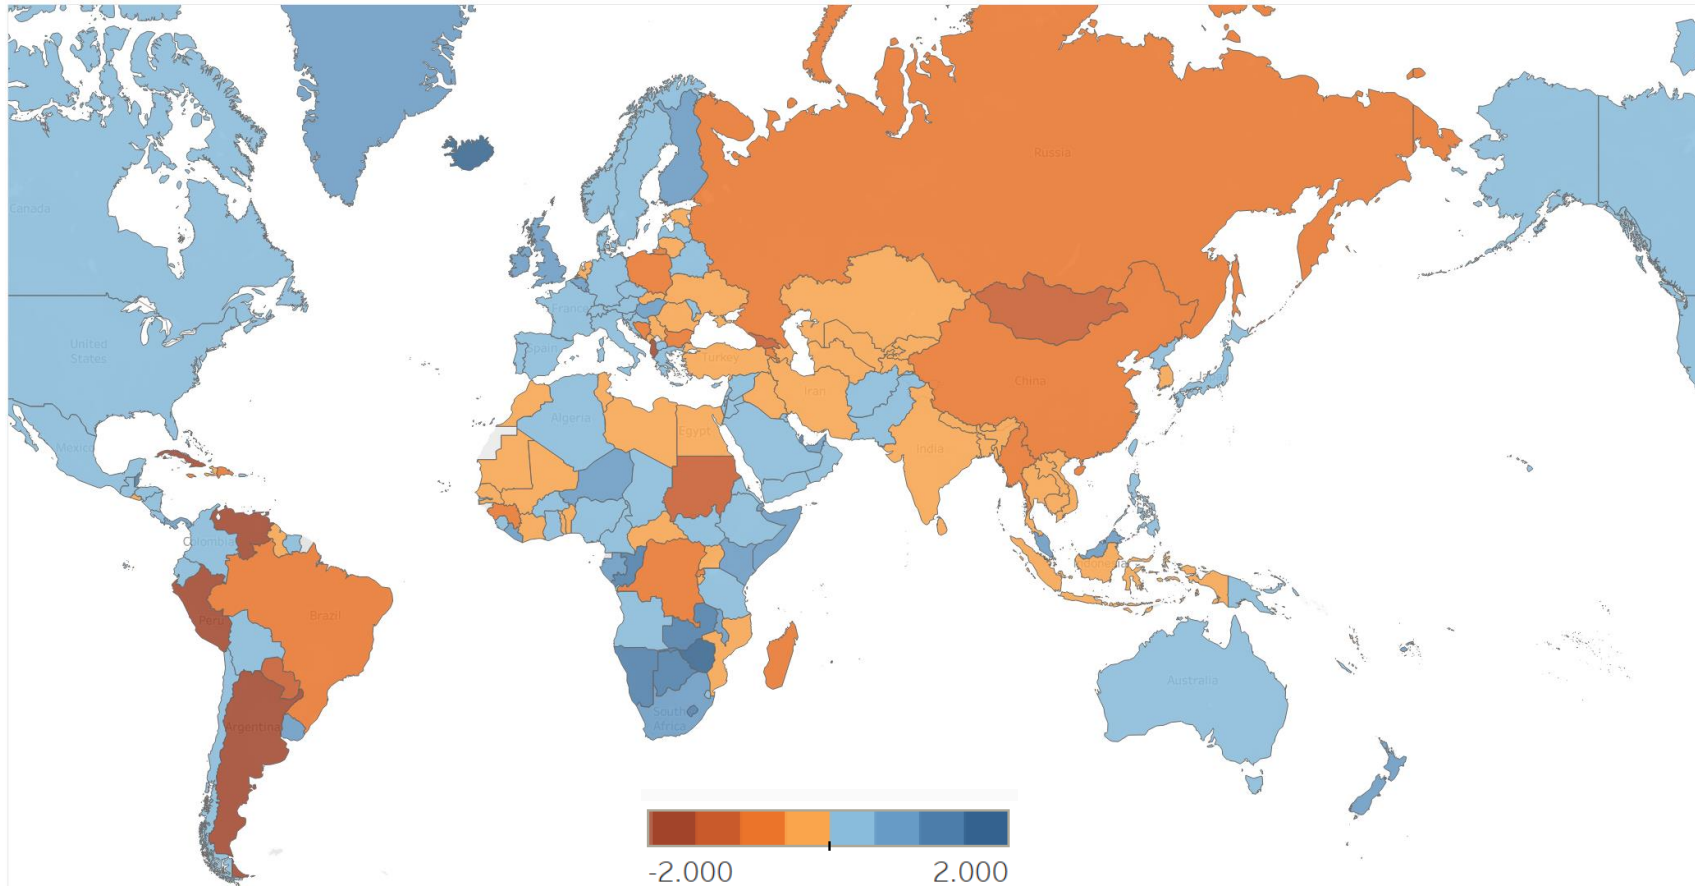 Russia
Canada
France
United
States
Spain
Turkey
China
Iran
Algeria
Mexico
Egypt
India
Colombia
Indonesia
Peru
Brazil
Australia
South
Africa
Argentina
-2.000
2.000